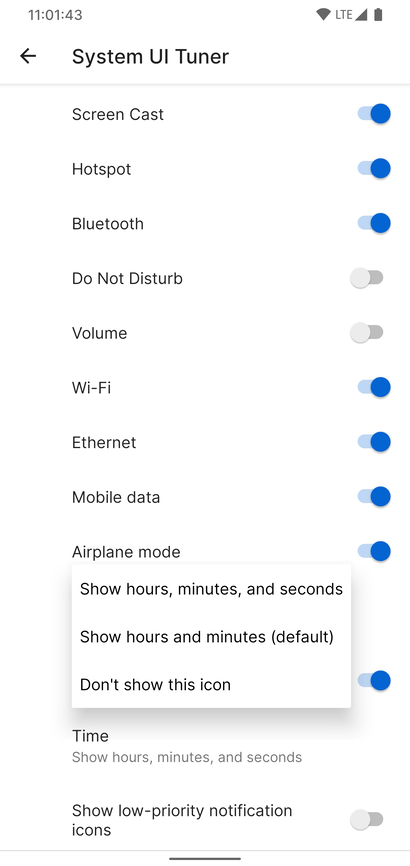 11:01:43
LTE
System UI Tuner
Screen Cast
Hotspot
Bluetooth
Do Not Disturb
Volume
Wi-Fi
Ethernet
Mobile data
Airplane mode
Show hours, minutes, and seconds
Show hours and minutes (default)
Don't show this icon
Time
Show hours, minutes, and seconds
Show low-priority notification
icons